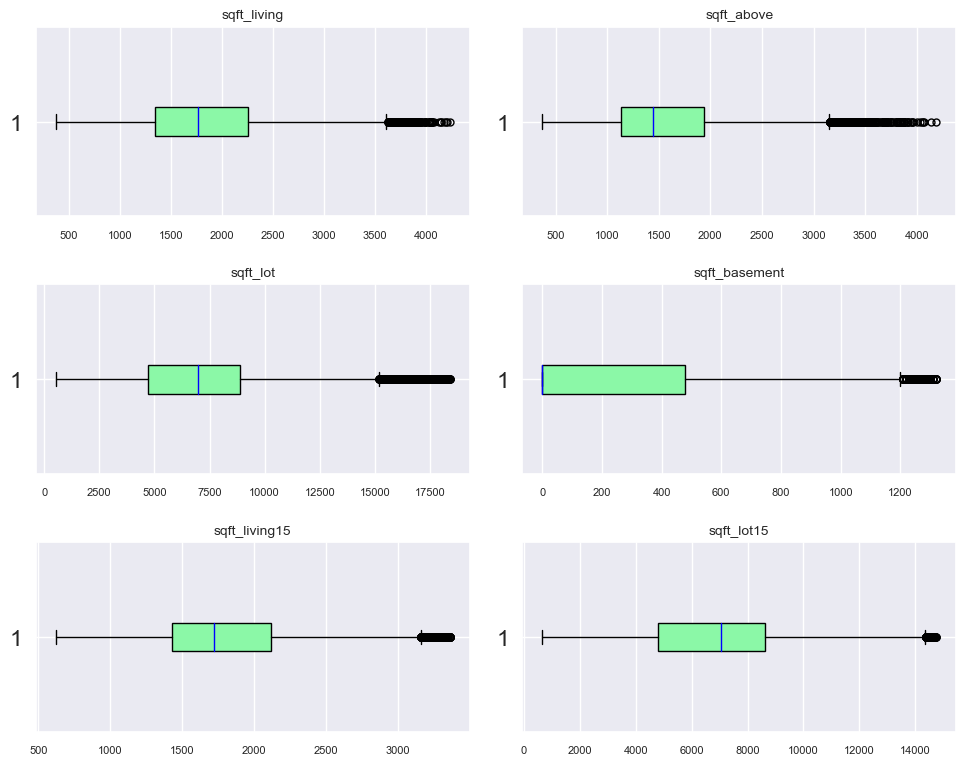 sqft_living
1
500 1000 1500 2000 2500 3000 3500 4000
sqft_above
1
500 1000 1500 2000 2500 3000 3500 4000
sqft_lot
1
0 2500 5000 7500 10000 12500 15000 17500
sqft_basement
1
0 200 400 600 800 1000 1200
sqft_living15
1
500 1000 1500 2000 2500 3000
sqft_lot15
1
0 2000 4000 6000 8000 10000 12000 14000